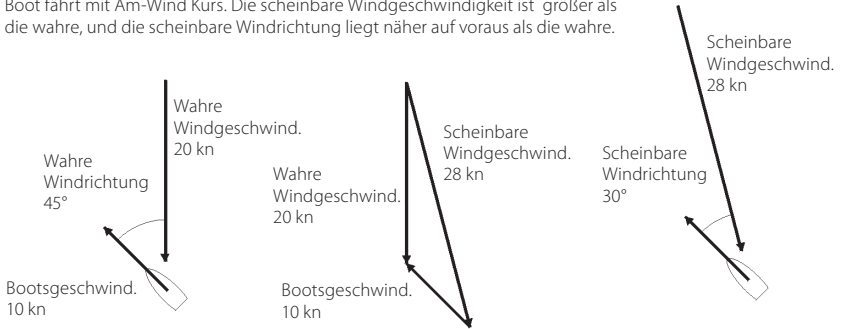 Boot fährt mit Am-Wind Kurs. Die scheinbare Windgeschwindigkeit ist größer als
die wahre, und die scheinbare Windrichtung liegt näher auf voraus als die wahre.
Wahre
Windgeschwind.
20 kn
Wahre
Windrichtung
45°
Bootsgeschwind.
10 kn
Scheinbare
Windgeschwind.
28 kn
Wahre
Windgeschwind.
20 kn
Bootsgeschwind.
10 kn
Scheinbare
Windgeschwind.
28 kn
Scheinbare
Windrichtung
30°